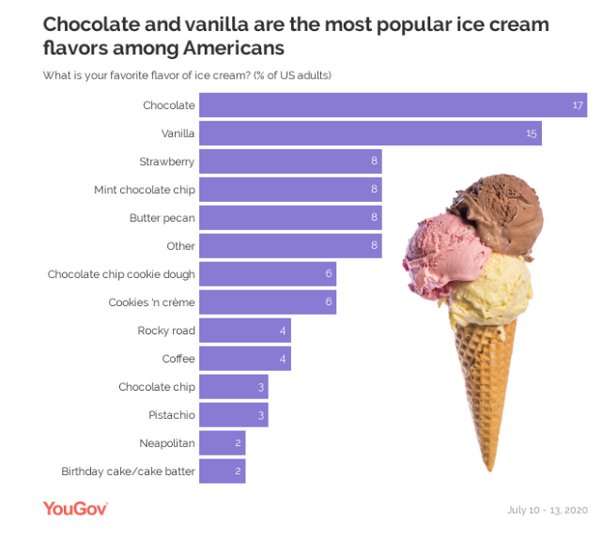 Chocolate and vanilla are the most popular ice cream
flavors among Americans
What is your favorite flavor of ice cream? (% of US adults)
Chocolate 17
Vanilla 15
Strawberry 8
Mint chocolate chip 8
Butter pecan 8
Other 8
Chocolate chip cookie dough 6
Cookies 'n crème 6
Rocky road 4
Coffee 4
Chocolate chip 3
Pistachio 3
Neapolitan 2
Birthday cake/cake batter 2
YouGov July 10 - 13, 2020